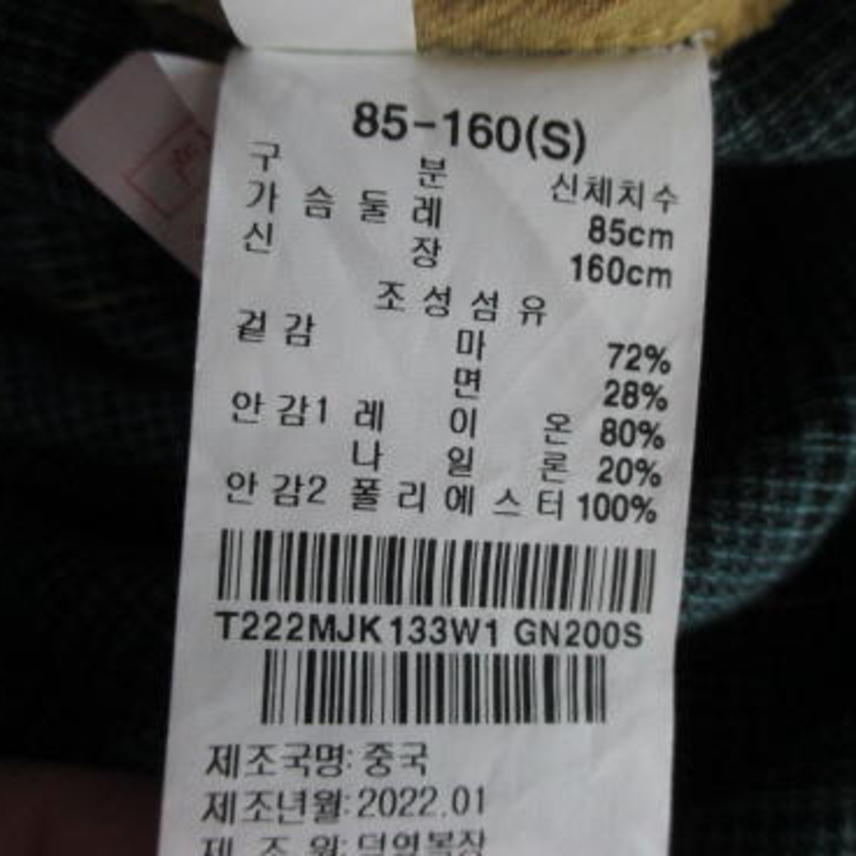 85-160(S)
구 분 신체치수
가 슴 둘 레 85cm
신 장 160cm
조 성 섬 유
겉 감 마 72%
면 28%
안 감1 레 이 온 80%
나 일 론 20%
안 감2 폴 리 에 스 터 100%
T222MJK133W1 GN200S
제조국명: 중국
제조년월: 2022.01
제 조 원: